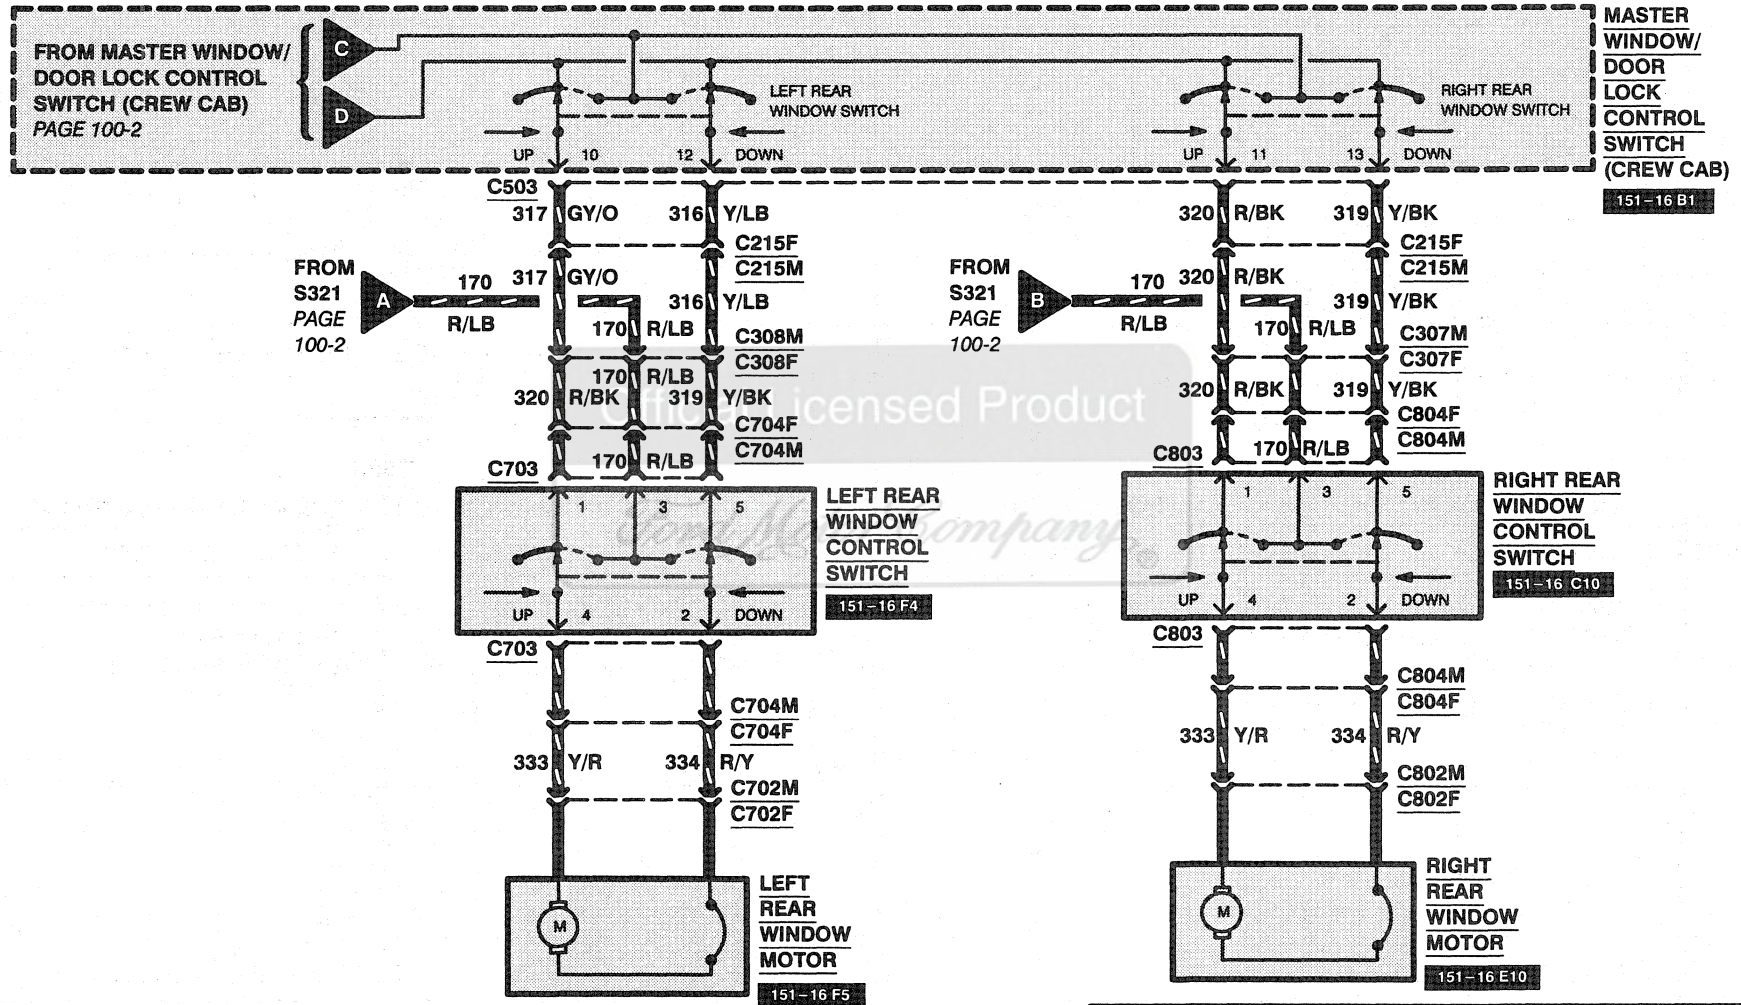 FROM MASTER WINDOW/
DOOR LOCK CONTROL
SWITCH (CREW CAB)
PAGE 100-2
C
D
LEFT REAR
WINDOW SWITCH
UP
10
12
DOWN
RIGHT REAR
WINDOW SWITCH
UP
11
13
DOWN
MASTER
WINDOW/
DOOR
LOCK
CONTROL
SWITCH
(CREW CAB)
151-16 B1
C503
317 GY/O
316 Y/LB
C215F
C215M
FROM
S321
PAGE
100-2
A
170
R/LB
317 GY/O
316 Y/LB
170 R/LB
C308M
C308F
170 R/LB
320 R/BK
319 Y/BK
C704F
C704M
170 R/LB
C703
1
3
5
UP
4
2
DOWN
LEFT REAR
WINDOW
CONTROL
SWITCH
151-16 F4
C703
C704M
C704F
333 Y/R
334 R/Y
C702M
C702F
M
LEFT
REAR
WINDOW
MOTOR
151-16 F5
320 R/BK
319 Y/BK
C215F
C215M
FROM
S321
PAGE
100-2
B
170
R/LB
320 R/BK
319 Y/BK
170 R/LB
C307M
C307F
320 R/BK
319 Y/BK
C804F
C804M
170 R/LB
C803
1
3
5
UP
4
2
DOWN
RIGHT REAR
WINDOW
CONTROL
SWITCH
151-16 C10
C803
C804M
C804F
333 Y/R
334 R/Y
C802M
C802F
M
RIGHT
REAR
WINDOW
MOTOR
151-16 E10
Official Licensed Product
Ford Motor Company ®